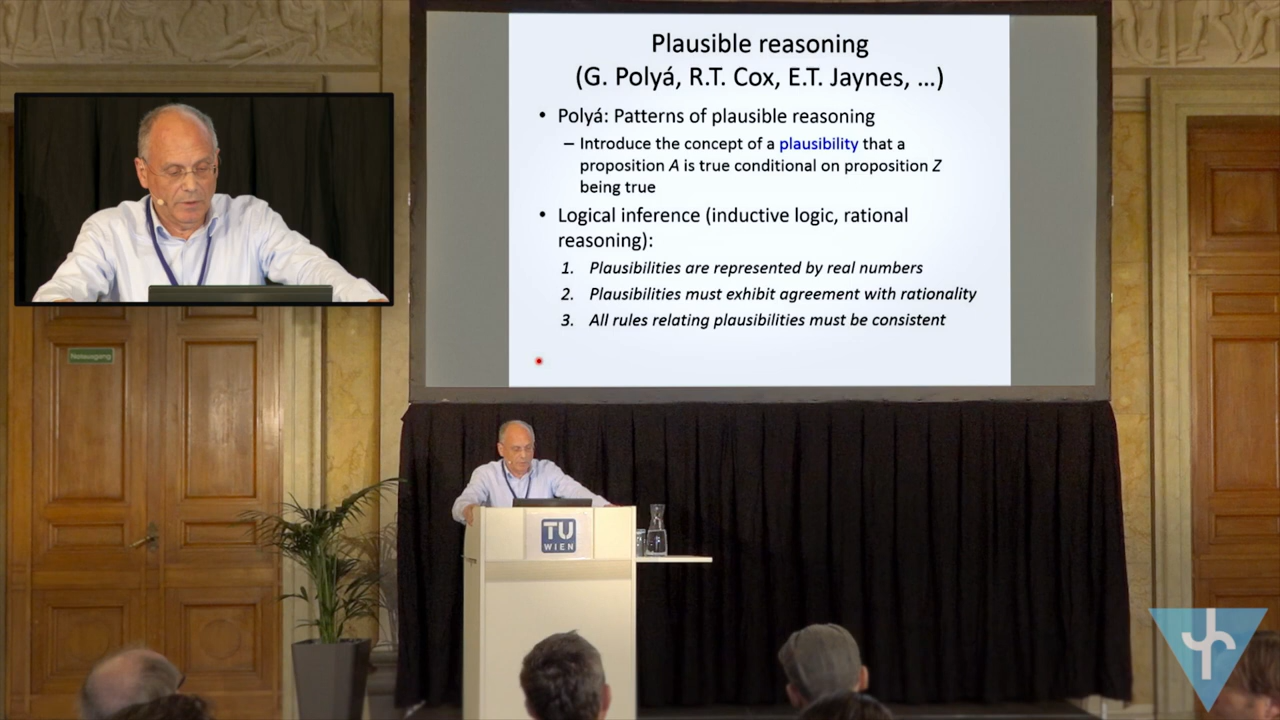 Plausible reasoning
(G. Polyá, R.T. Cox, E.T. Jaynes, ...)
• Polyá: Patterns of plausible reasoning
– Introduce the concept of a plausibility that a
proposition A is true conditional on proposition Z
being true
• Logical inference (inductive logic, rational
reasoning):
1. Plausibilities are represented by real numbers
2. Plausibilities must exhibit agreement with rationality
3. All rules relating plausibilities must be consistent
Notausgang
TU
WIEN